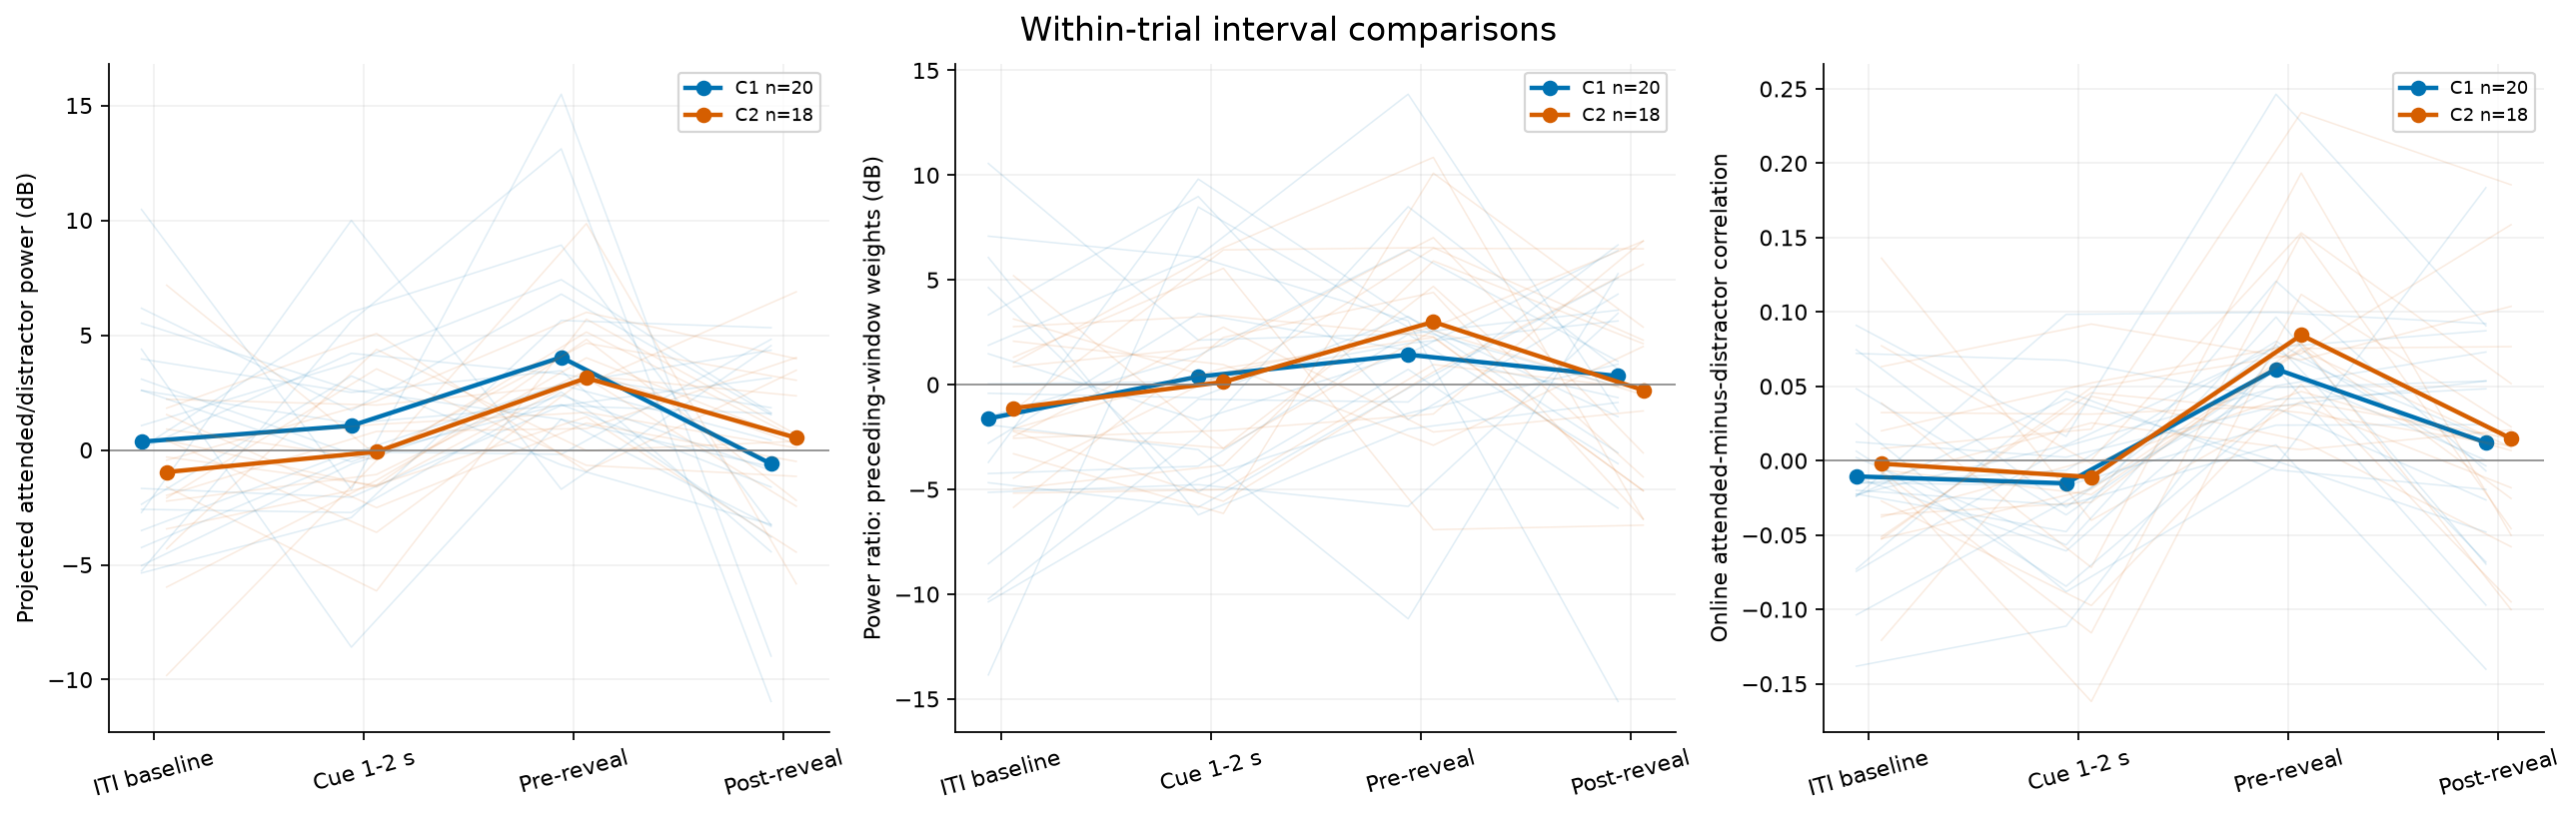 Within-trial interval comparisons
Projected attended/distractor power (dB)
15
10
5
0
−5
−10
C1 n=20
C2 n=18
ITI baseline
Cue 1-2 s
Pre-reveal
Post-reveal
Power ratio: preceding-window weights (dB)
15
10
5
0
−5
−10
−15
C1 n=20
C2 n=18
ITI baseline
Cue 1-2 s
Pre-reveal
Post-reveal
Online attended-minus-distractor correlation
0.25
0.20
0.15
0.10
0.05
0.00
−0.05
−0.10
−0.15
C1 n=20
C2 n=18
ITI baseline
Cue 1-2 s
Pre-reveal
Post-reveal